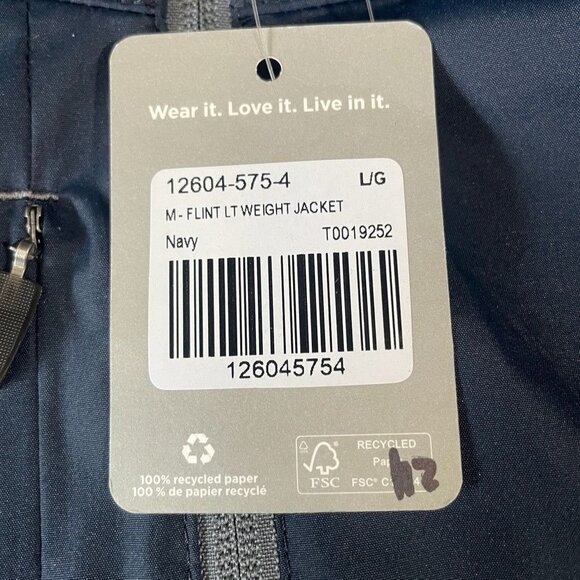 Wear it. Love it. Live in it.
12604-575-4 L/G
M- FLINT LT WEIGHT JACKET
Navy T0019252
126045754
100% recycled paper
100 % de papier recyclé
FSC
RECYCLED
FSC®
24